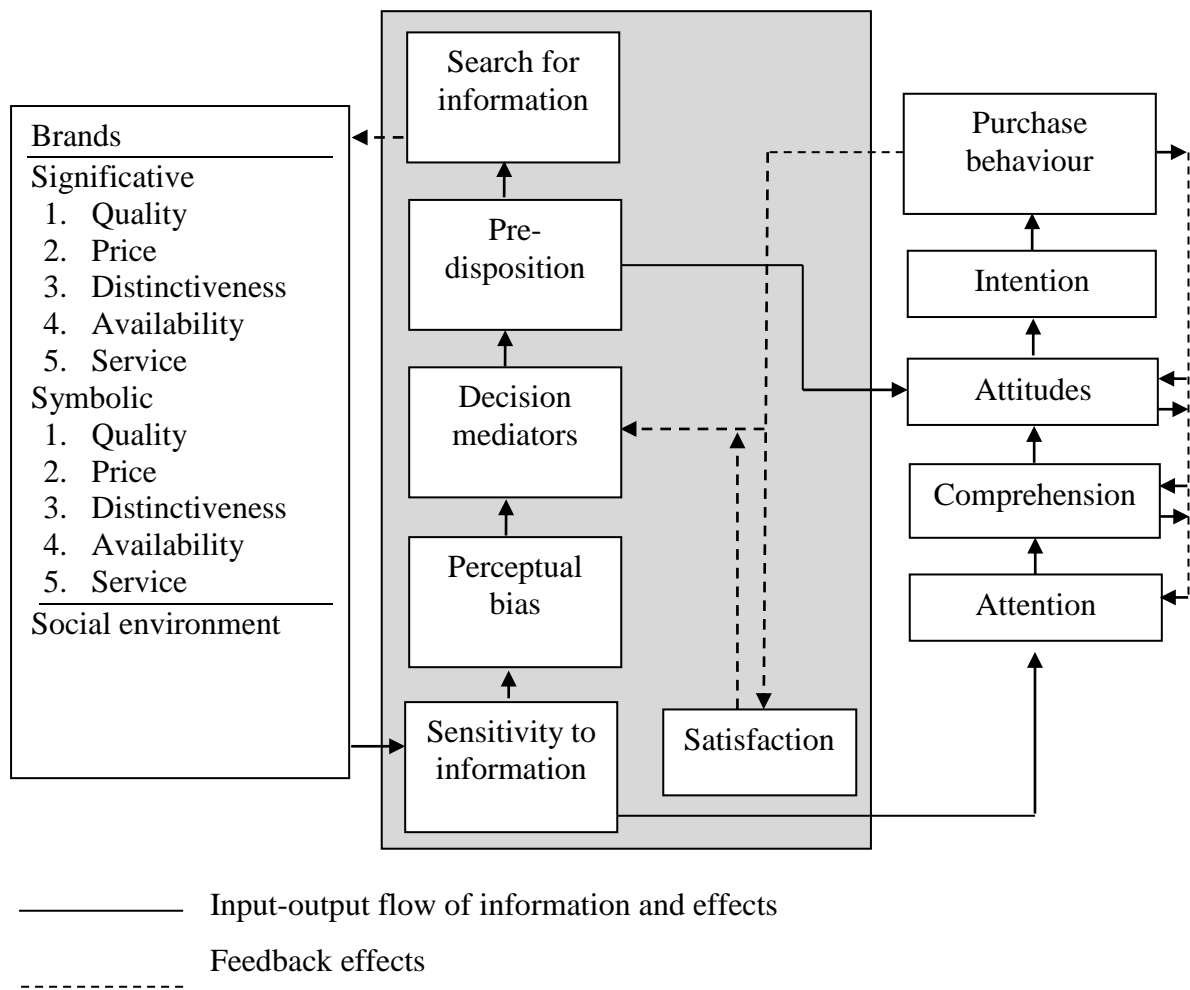 Brands
Significative
1. Quality
2. Price
3. Distinctiveness
4. Availability
5. Service
Symbolic
1. Quality
2. Price
3. Distinctiveness
4. Availability
5. Service
Social environment
Search for
information
Pre-
disposition
Decision
mediators
Perceptual
bias
Sensitivity to
information
Satisfaction
Purchase
behaviour
Intention
Attitudes
Comprehension
Attention
Input-output flow of information and effects
Feedback effects